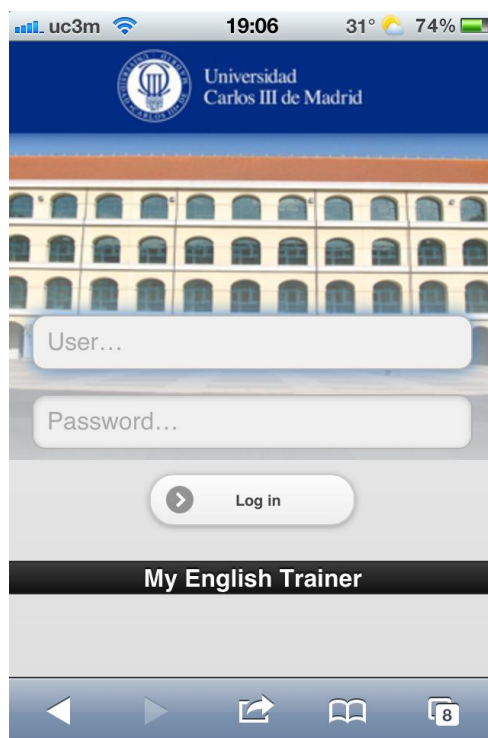 uc3m 19:06 31° 74%
Universidad
Carlos III de Madrid
User...
Password...
Log in
My English Trainer
8